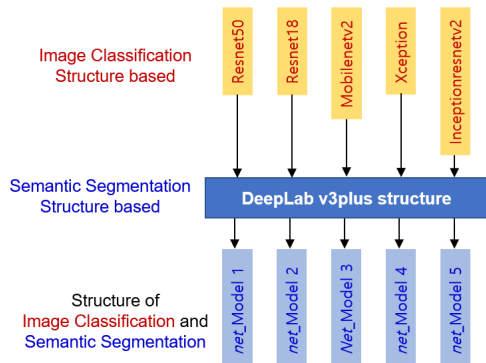 Image Classification
Structure based
Resnet50
Resnet18
Mobilenetv2
Xception
Inceptionresnetv2
Semantic Segmentation
Structure based
DeepLab v3plus structure
Structure of
Image Classification and
Semantic Segmentation
net_Model 1
net_Model 2
Net_Model 3
net_Model 4
net_Model 5